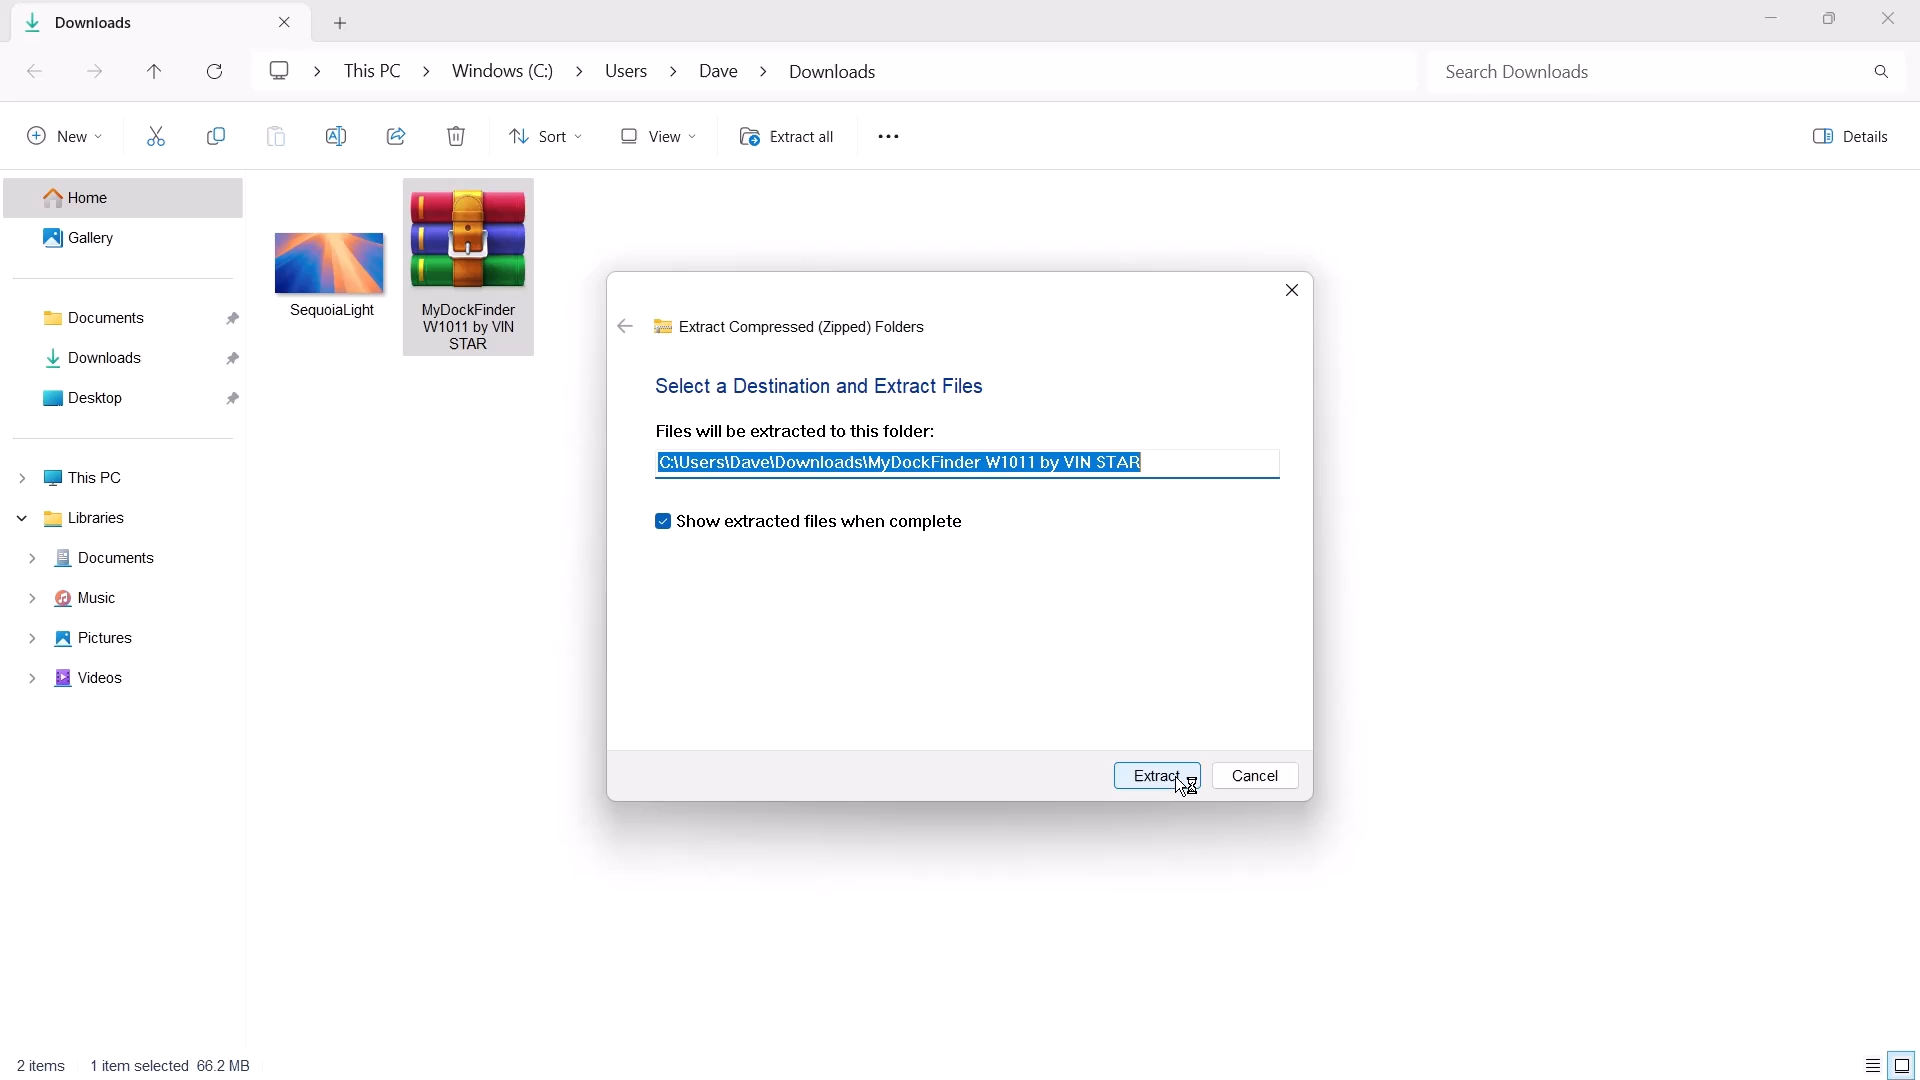 Downloads
This PC > Windows (C:) > Users > Dave > Downloads
Search Downloads
New
Sort
View
Extract all
Details
Home
Gallery
Documents
Downloads
Desktop
This PC
Libraries
Documents
Music
Pictures
Videos
SequoiaLight
MyDockFinder
W1011 by VIN
STAR
Extract Compressed (Zipped) Folders
Select a Destination and Extract Files
Files will be extracted to this folder:
C:\Users\Dave\Downloads\MyDockFinder W1011 by VIN STAR
Show extracted files when complete
Extract
Cancel
2 items 1 item selected 66.2 MB